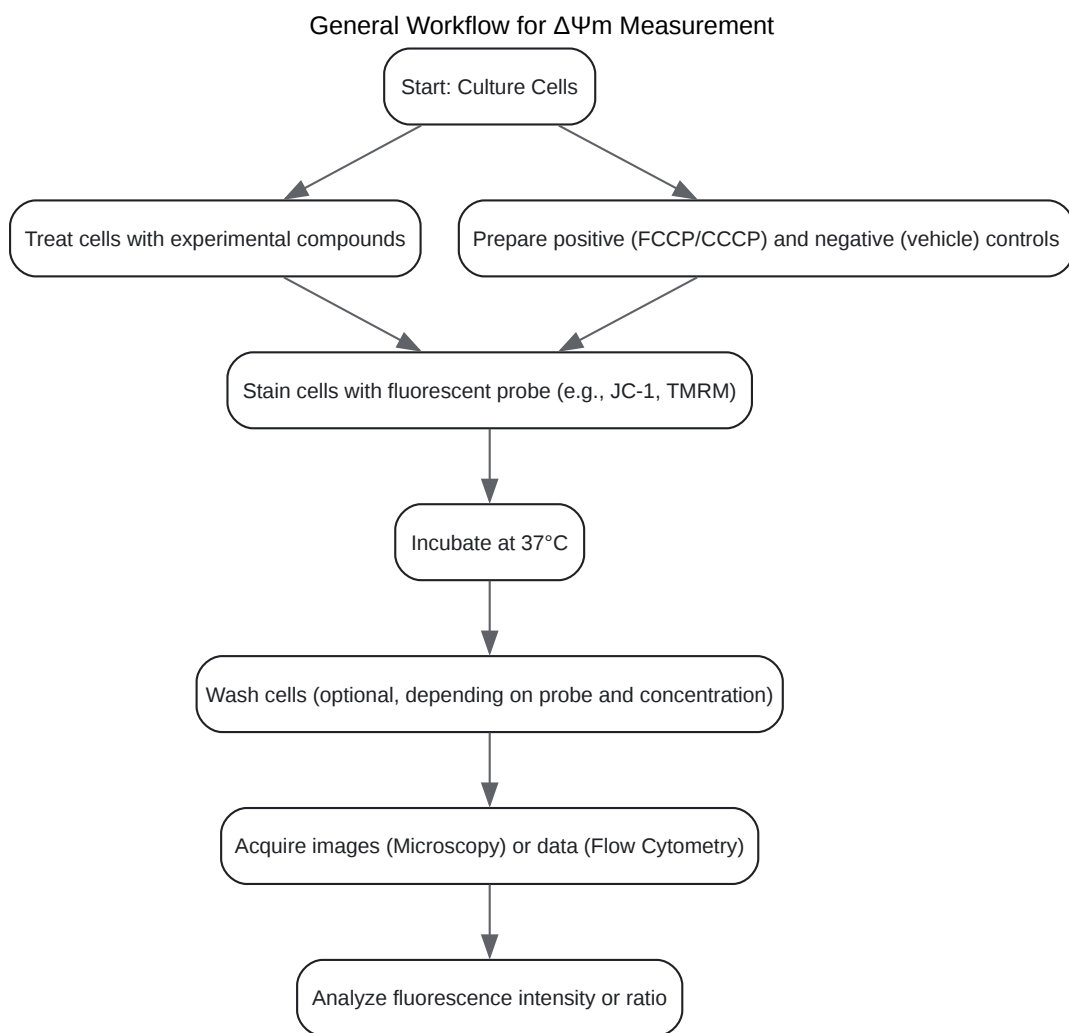 General Workflow for ΔΨm Measurement
Start: Culture Cells
Treat cells with experimental compounds
Prepare positive (FCCP/CCCP) and negative (vehicle) controls
Stain cells with fluorescent probe (e.g., JC-1, TMRM)
Incubate at 37°C
Wash cells (optional, depending on probe and concentration)
Acquire images (Microscopy) or data (Flow Cytometry)
Analyze fluorescence intensity or ratio